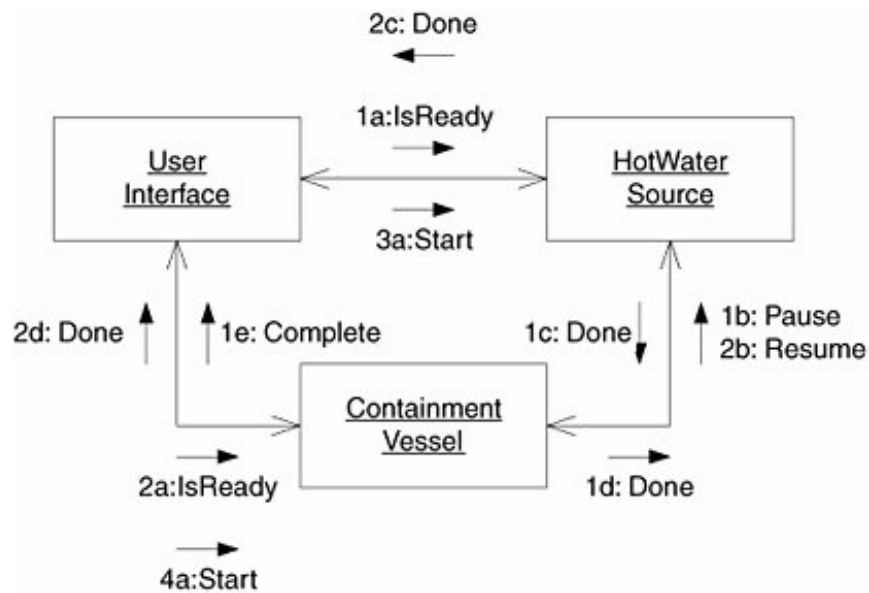 2c: Done
1a:IsReady
User
Interface
HotWater
Source
3a:Start
2d: Done
1e: Complete
1c: Done
1b: Pause
2b: Resume
Containment
Vessel
2a:IsReady
1d: Done
4a:Start